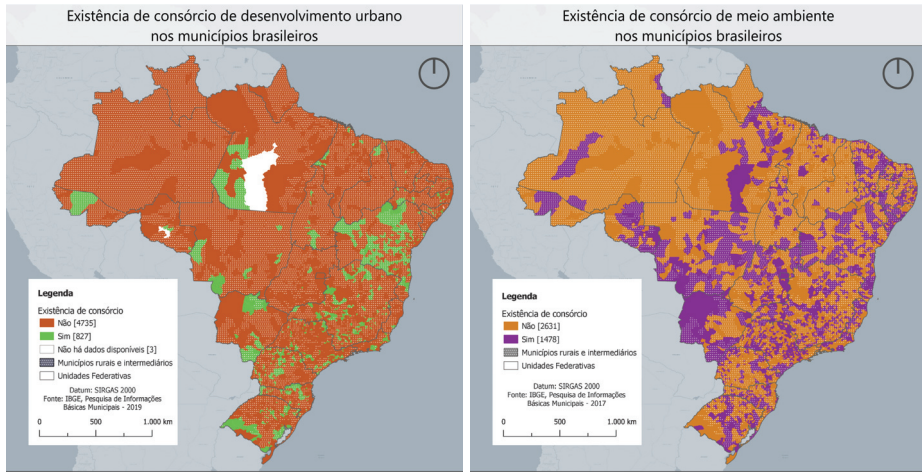 Existência de consórcio de desenvolvimento urbano
nos municípios brasileiros
Legenda
Existência de consórcio
Não [4735]
Sim [827]
Não há dados disponíveis [3]
Municípios rurais e intermediários
Unidades Federativas
Datum: SIRGAS 2000
Fonte: IBGE, Pesquisa de Informações
Básicas Municipais - 2019
0 500 1.000 km
Existência de consórcio de meio ambiente
nos municípios brasileiros
Legenda
Existência de consórcio
Não [2631]
Sim [1478]
Municípios rurais e intermediários
Unidades Federativas
Datum: SIRGAS 2000
Fonte: IBGE, Pesquisa de Informações
Básicas Municipais - 2017
0 500 1.000 km